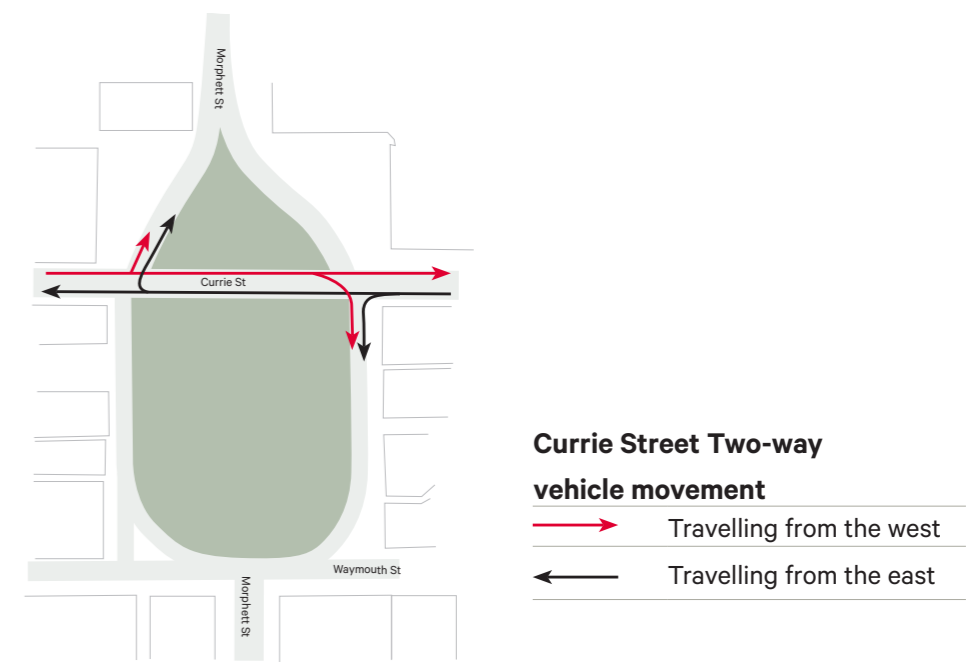 Morphett St
Currie St
Waymouth St
Morphett St
Currie Street Two-way
vehicle movement
Travelling from the west
Travelling from the east